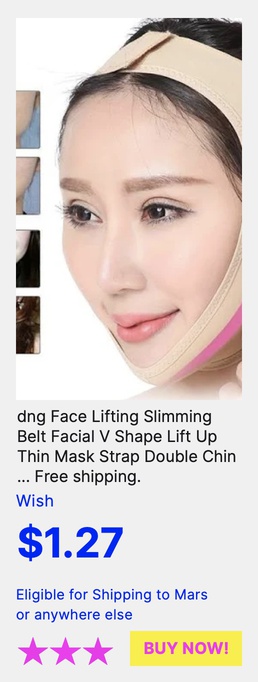 dng Face Lifting Slimming
Belt Facial V Shape Lift Up
Thin Mask Strap Double Chin
... Free shipping.
Wish
$1.27
Eligible for Shipping to Mars
or anywhere else
BUY NOW!